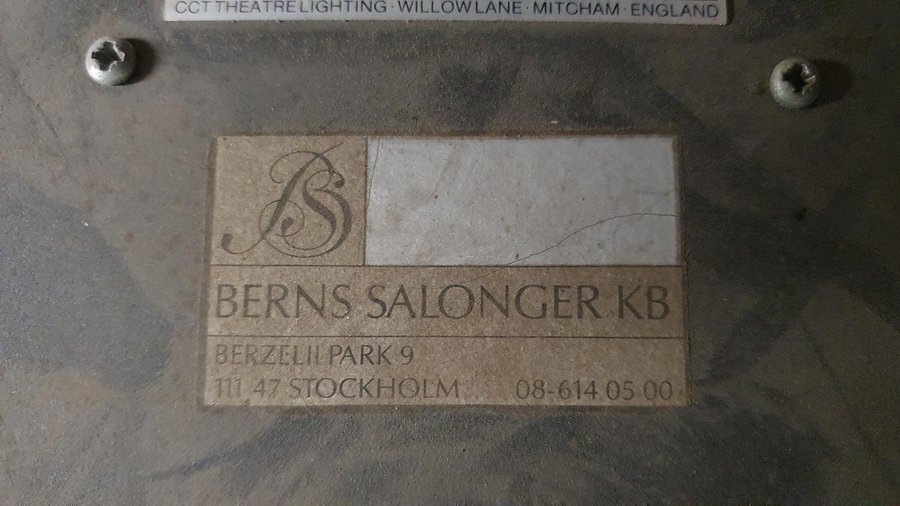 CCT THEATRE LIGHTING · WILLOW LANE · MITCHAM · ENGLAND
BS
BERNS SALONGER KB
BERZELII PARK 9
111 47 STOCKHOLM 08-614 05 00